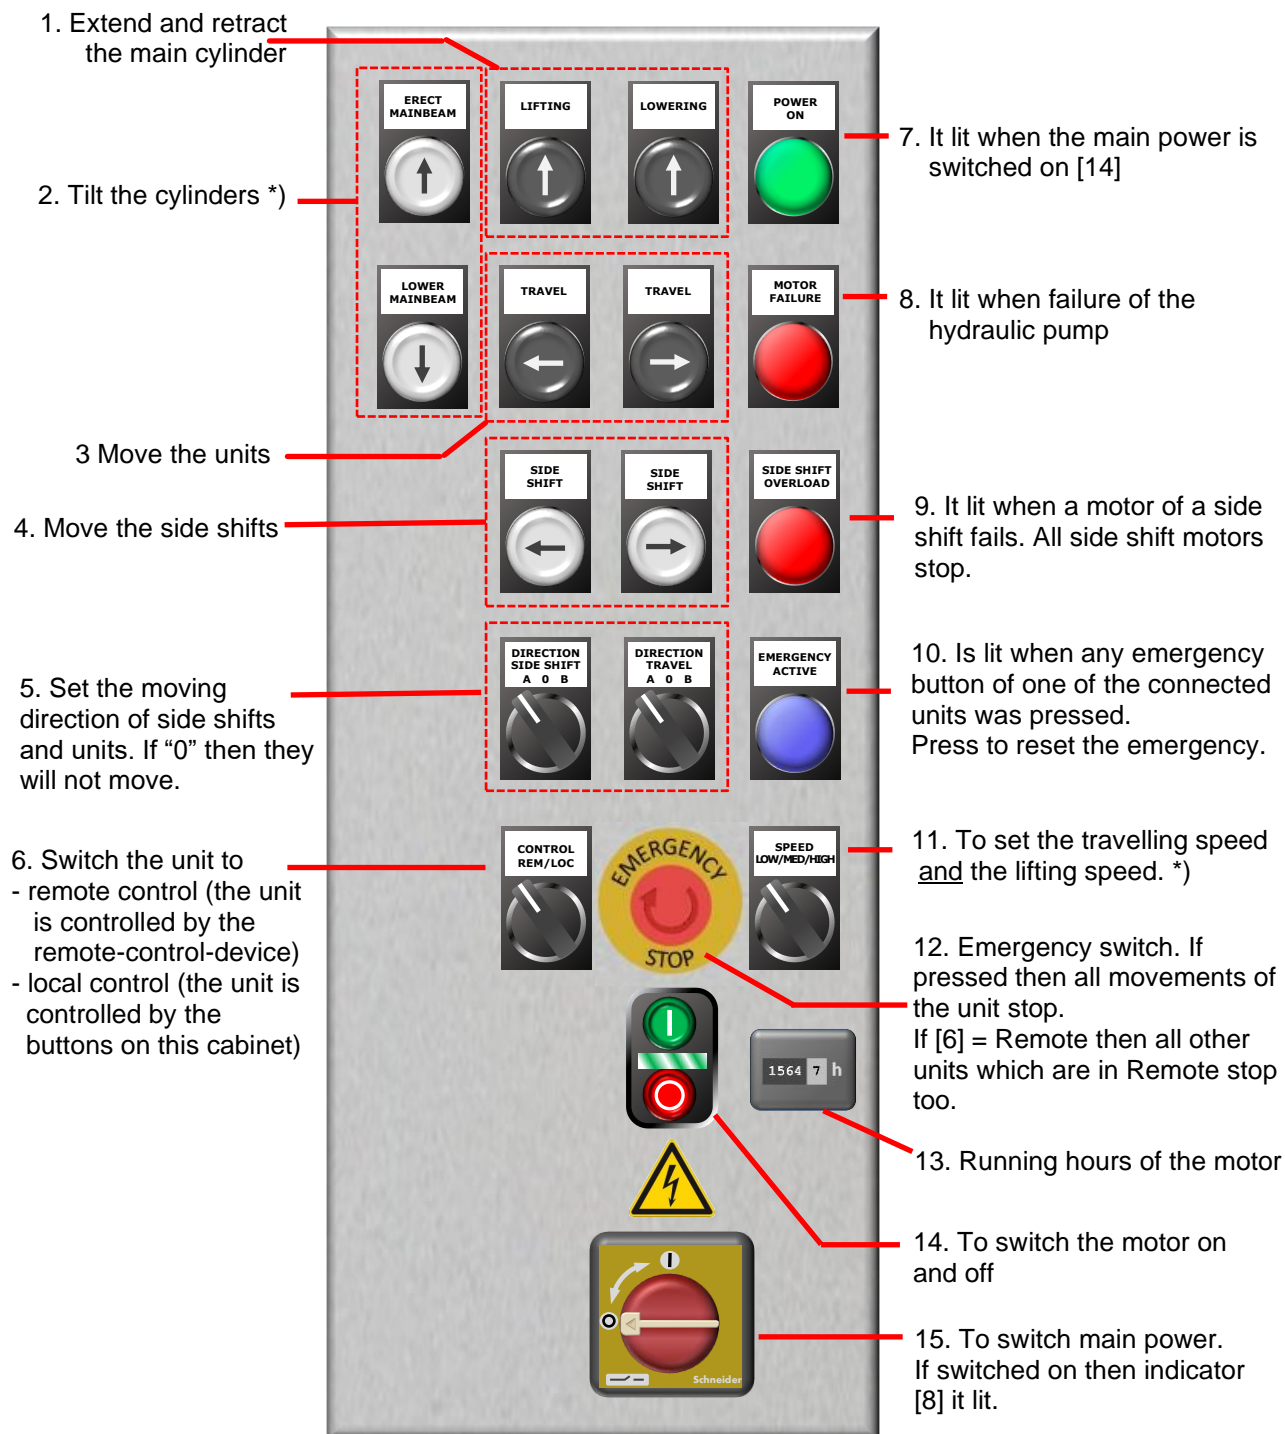 1. Extend and retract
the main cylinder
2. Tilt the cylinders *)
3 Move the units
4. Move the side shifts
5. Set the moving
direction of side shifts
and units. If “0” then they
will not move.
6. Switch the unit to
- remote control (the unit
is controlled by the
remote-control-device)
- local control (the unit is
controlled by the
buttons on this cabinet)
ERECT
MAINBEAM
LIFTING
LOWERING
POWER
ON
LOWER
MAINBEAM
TRAVEL
TRAVEL
MOTOR
FAILURE
SIDE
SHIFT
SIDE
SHIFT
SIDE SHIFT
OVERLOAD
DIRECTION
SIDE SHIFT
A 0 B
DIRECTION
TRAVEL
A 0 B
EMERGENCY
ACTIVE
CONTROL
REM/LOC
EMERGENCY
STOP
SPEED
LOW/MED/HIGH
1564 7 h
Schneider
7. It lit when the main power is
switched on [14]
8. It lit when failure of the
hydraulic pump
9. It lit when a motor of a side
shift fails. All side shift motors
stop.
10. Is lit when any emergency
button of one of the connected
units was pressed.
Press to reset the emergency.
11. To set the travelling speed
and the lifting speed. *)
12. Emergency switch. If
pressed then all movements of
the unit stop.
If [6] = Remote then all other
units which are in Remote stop
too.
13. Running hours of the motor
14. To switch the motor on
and off
15. To switch main power.
If switched on then indicator
[8] it lit.